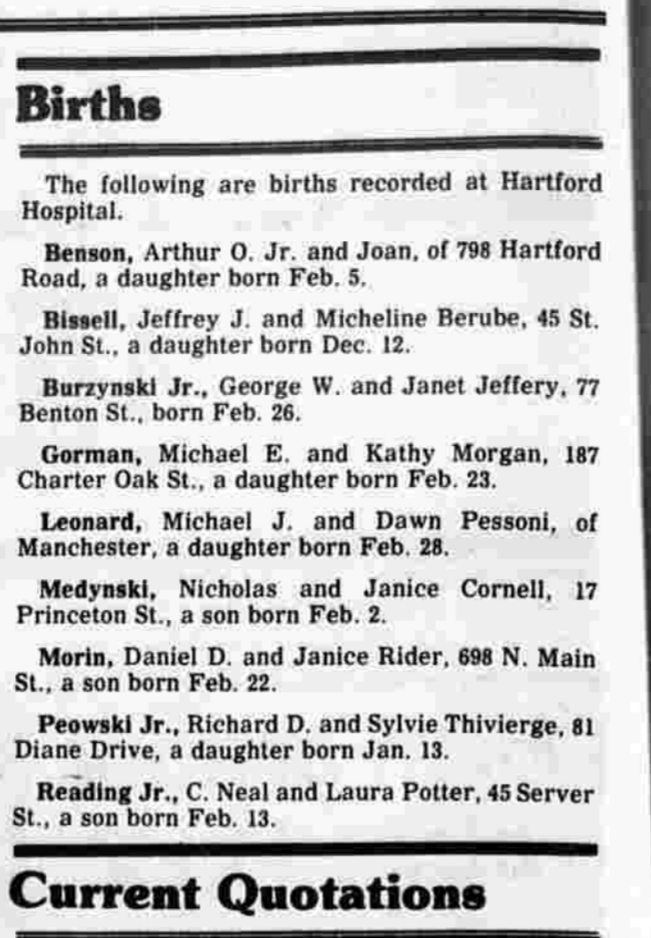 Births
The following are births recorded at Hartford
Hospital.
Benson, Arthur O. Jr. and Joan, of 798 Hartford
Road, a daughter born Feb. 5.
Bissell, Jeffrey J. and Micheline Berube, 45 St.
John St., a daughter born Dec. 12.
Burzynski Jr., George W. and Janet Jeffery, 77
Benton St., born Feb. 26.
Gorman, Michael E. and Kathy Morgan, 187
Charter Oak St., a daughter born Feb. 23.
Leonard, Michael J. and Dawn Pessoni, of
Manchester, a daughter born Feb. 28.
Medynski, Nicholas and Janice Cornell, 17
Princeton St., a son born Feb. 2.
Morin, Daniel D. and Janice Rider, 698 N. Main
St., a son born Feb. 22.
Peowski Jr., Richard D. and Sylvie Thivierge, 81
Diane Drive, a daughter born Jan. 13.
Reading Jr., C. Neal and Laura Potter, 45 Server
St., a son born Feb. 13.
Current Quotations